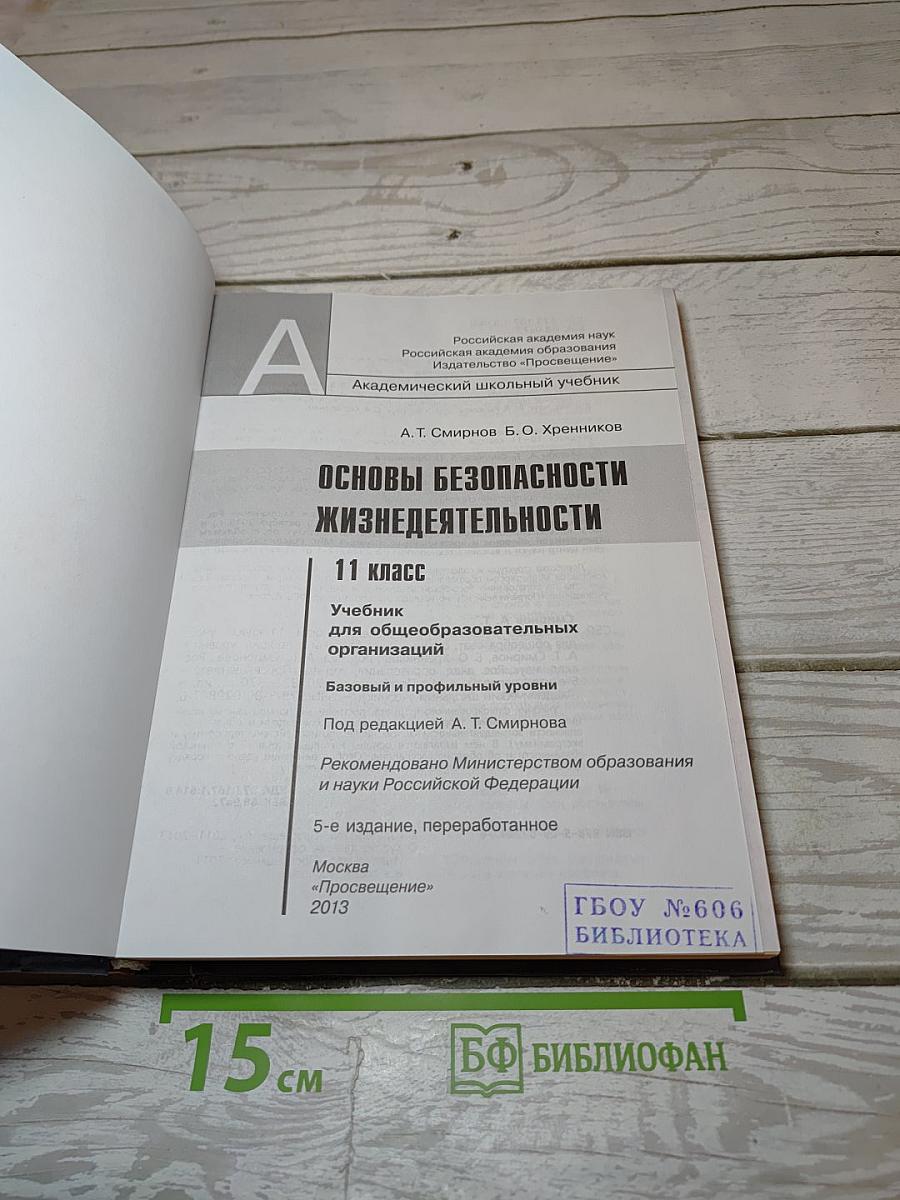 А
Российская академия наук
Российская академия образования
Издательство «Просвещение»
Академический школьный учебник
А. Т. Смирнов Б. О. Хренников
ОСНОВЫ БЕЗОПАСНОСТИ
ЖИЗНЕДЕЯТЕЛЬНОСТИ
11 класс
Учебник
для общеобразовательных
организаций
Базовый и профильный уровни
Под редакцией А. Т. Смирнова
Рекомендовано Министерством образования
и науки Российской Федерации
5-е издание, переработанное
Москва
«Просвещение»
2013
ГБОУ №606
БИБЛИОТЕКА
15 см
БФ БИБЛИОФАН